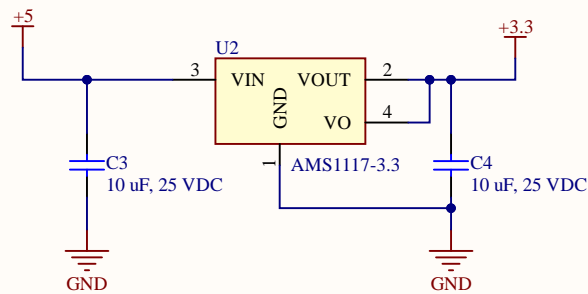 +5
+3.3
U2
3
VIN
VOUT
2
GND
VO
4
1
AMS1117-3.3
C3
10 uF, 25 VDC
C4
10 uF, 25 VDC
GND
GND